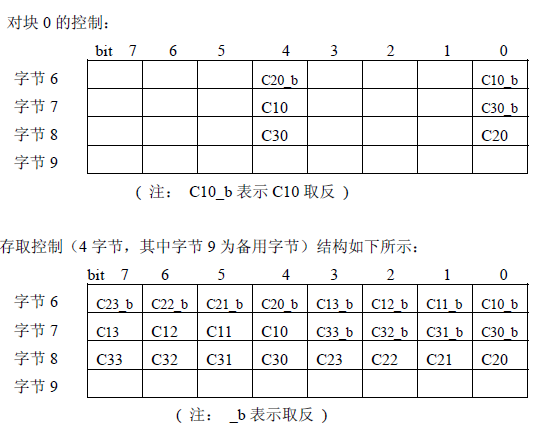 对块 0 的控制：
bit 7 6 5 4 3 2 1 0
字节 6 C20_b C10_b
字节 7 C10 C30_b
字节 8 C30 C20
字节 9
( 注： C10_b 表示 C10 取反 )
存取控制（4 字节，其中字节 9 为备用字节）结构如下所示：
bit 7 6 5 4 3 2 1 0
字节 6 C23_b C22_b C21_b C20_b C13_b C12_b C11_b C10_b
字节 7 C13 C12 C11 C10 C33_b C32_b C31_b C30_b
字节 8 C33 C32 C31 C30 C23 C22 C21 C20
字节 9
( 注： _b 表示取反 )